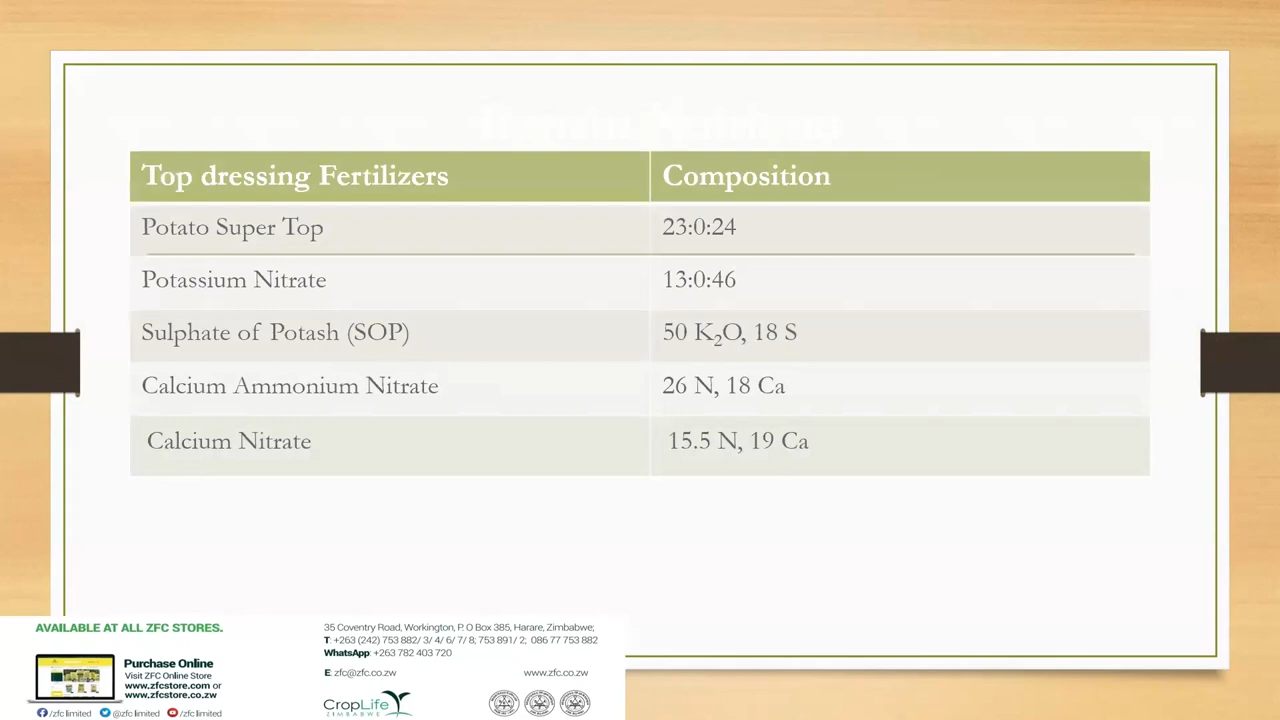 Top dressing Fertilizers Composition
Potato Super Top 23:0:24
Potassium Nitrate 13:0:46
Sulphate of Potash (SOP) 50 K₂O, 18 S
Calcium Ammonium Nitrate 26 N, 18 Ca
Calcium Nitrate 15.5 N, 19 Ca
AVAILABLE AT ALL ZFC STORES.
Purchase Online
Visit ZFC Online Store
www.zfcstore.com or
www.zfcstore.co.zw
/zfc limited @zfc limited /zfc limited
35 Coventry Road, Workington, P. O Box 385, Harare, Zimbabwe;
T: +263 (242) 753 882/ 3/ 4/ 6/ 7/ 8; 753 891/ 2; 086 77 753 882
WhatsApp: +263 782 403 720
E: zfc@zfc.co.zw www.zfc.co.zw
CropLife
ZIMBABWE